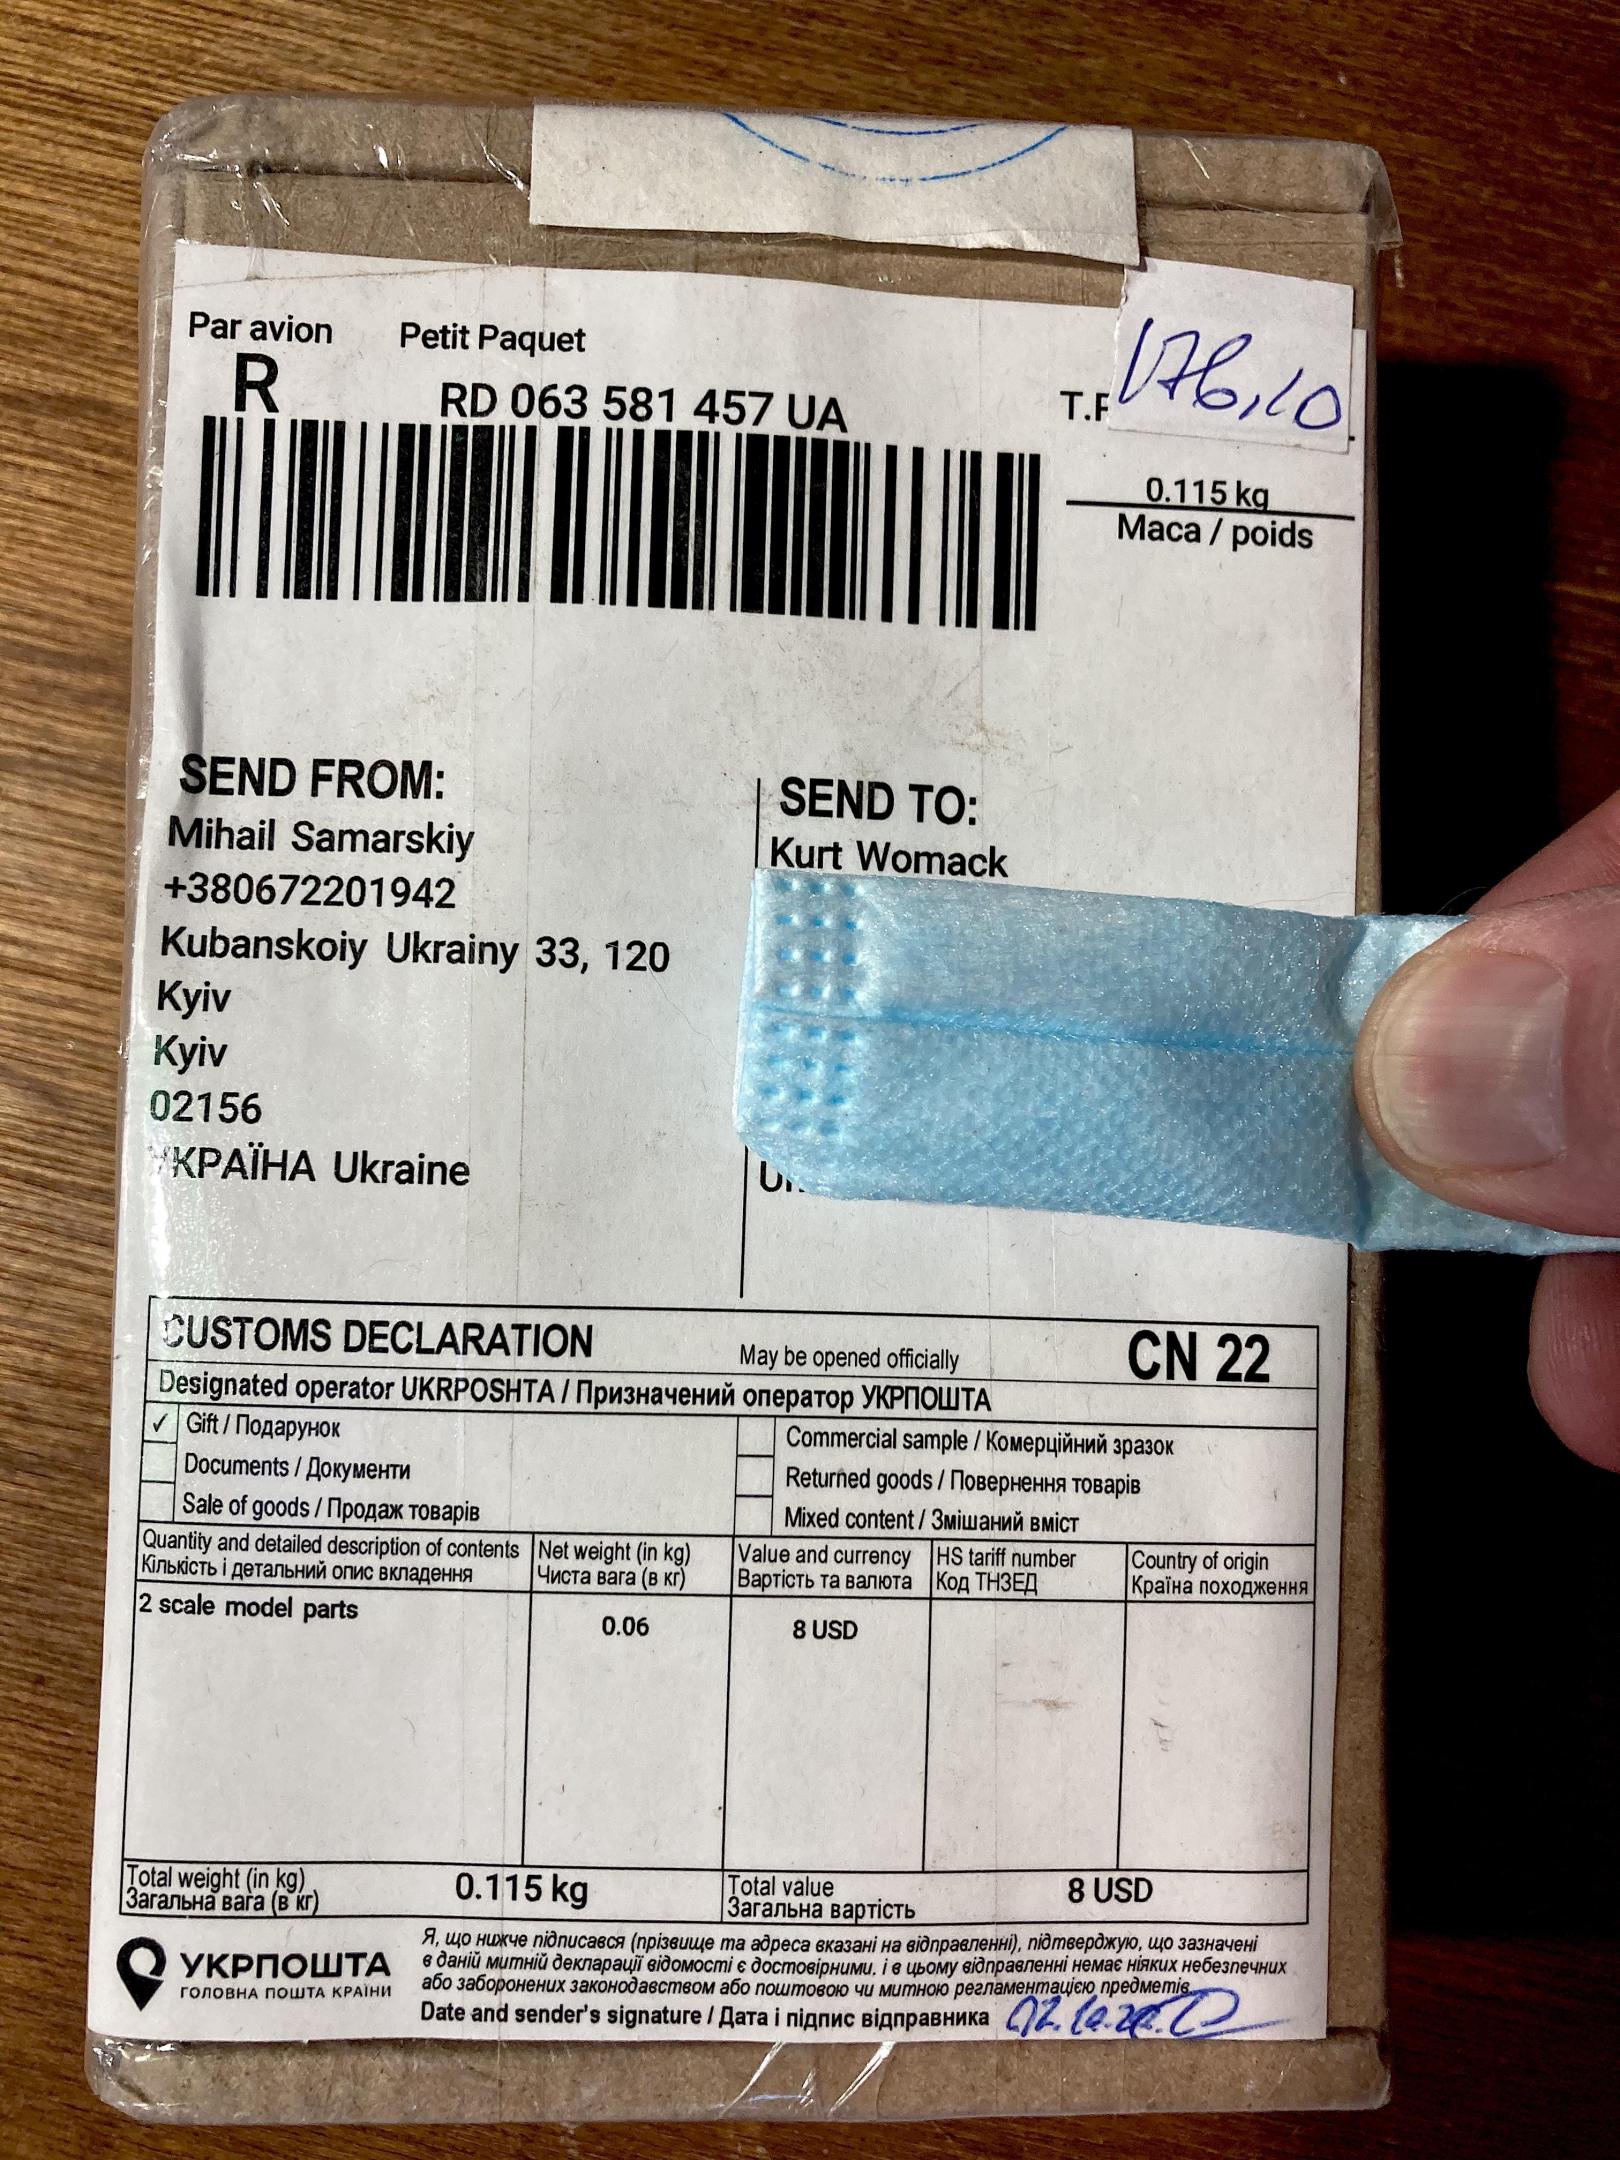 Par avion Petit Paquet
R
RD 063 581 457 UA
176,10
0.115 kg
Маса / poids
SEND FROM:
Mihail Samarskiy
+380672201942
Kubanskoiy Ukrainy 33, 120
Kyiv
Kyiv
02156
УКРАЇНА Ukraine
SEND TO:
Kurt Womack
CUSTOMS DECLARATION May be opened officially CN 22
Designated operator UKRPOSHTA / Призначений оператор УКРПОШТА
✓ Gift / Подарунок
Documents / Документи
Sale of goods / Продаж товарів
Commercial sample / Комерційний зразок
Returned goods / Повернення товарів
Mixed content / Змішаний вміст
Quantity and detailed description of contents
Кількість і детальний опис вкладення
Net weight (in kg)
Чиста вага (в кг)
Value and currency
Вартість та валюта
HS tariff number
Код ТНЗЕД
Country of origin
Країна походження
2 scale model parts 0.06 8 USD
Total weight (in kg)
Загальна вага (в кг)
0.115 kg
Total value
Загальна вартість
8 USD
УКРПОШТА
ГОЛОВНА ПОШТА КРАЇНИ
Я, що нижче підписався (прізвище та адреса вказані на відправленні), підтверджую, що зазначені
в даній митній декларації відомості є достовірними, і в цьому відправленні немає ніяких небезпечних
або заборонених законодавством або поштовою чи митною регламентацією предметів.
Date and sender's signature / Дата і підпис відправника